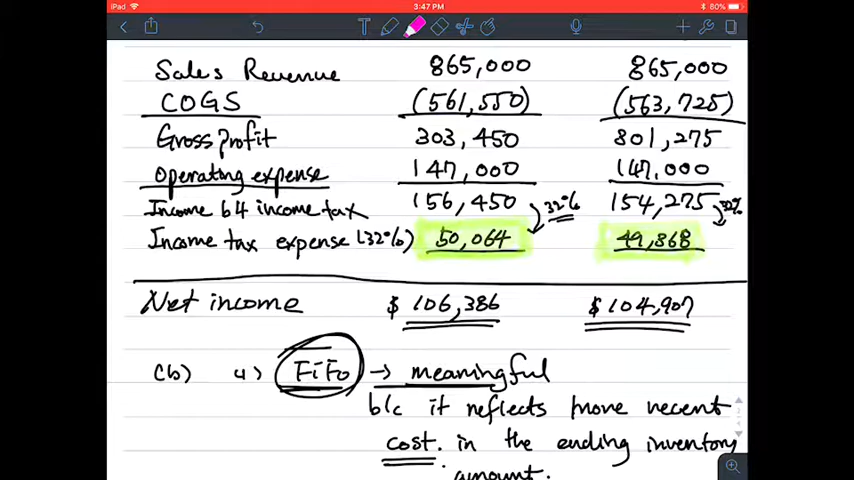 iPad 3:47 PM 80%
T
Sales Revenue 865,000 865,000
COGS (561,550) (563,725)
Gross profit 303,450 801,275
Operating expense 147,000 147,000
Income b4 income tax 156,450 32% 154,275 32%
Income tax expense (32%) 50,064 49,368
Net income $ 106,386 $ 104,907
(b) (1) FiFo → meaningful
b/c it reflects more recent
cost. in the ending inventory
amount.